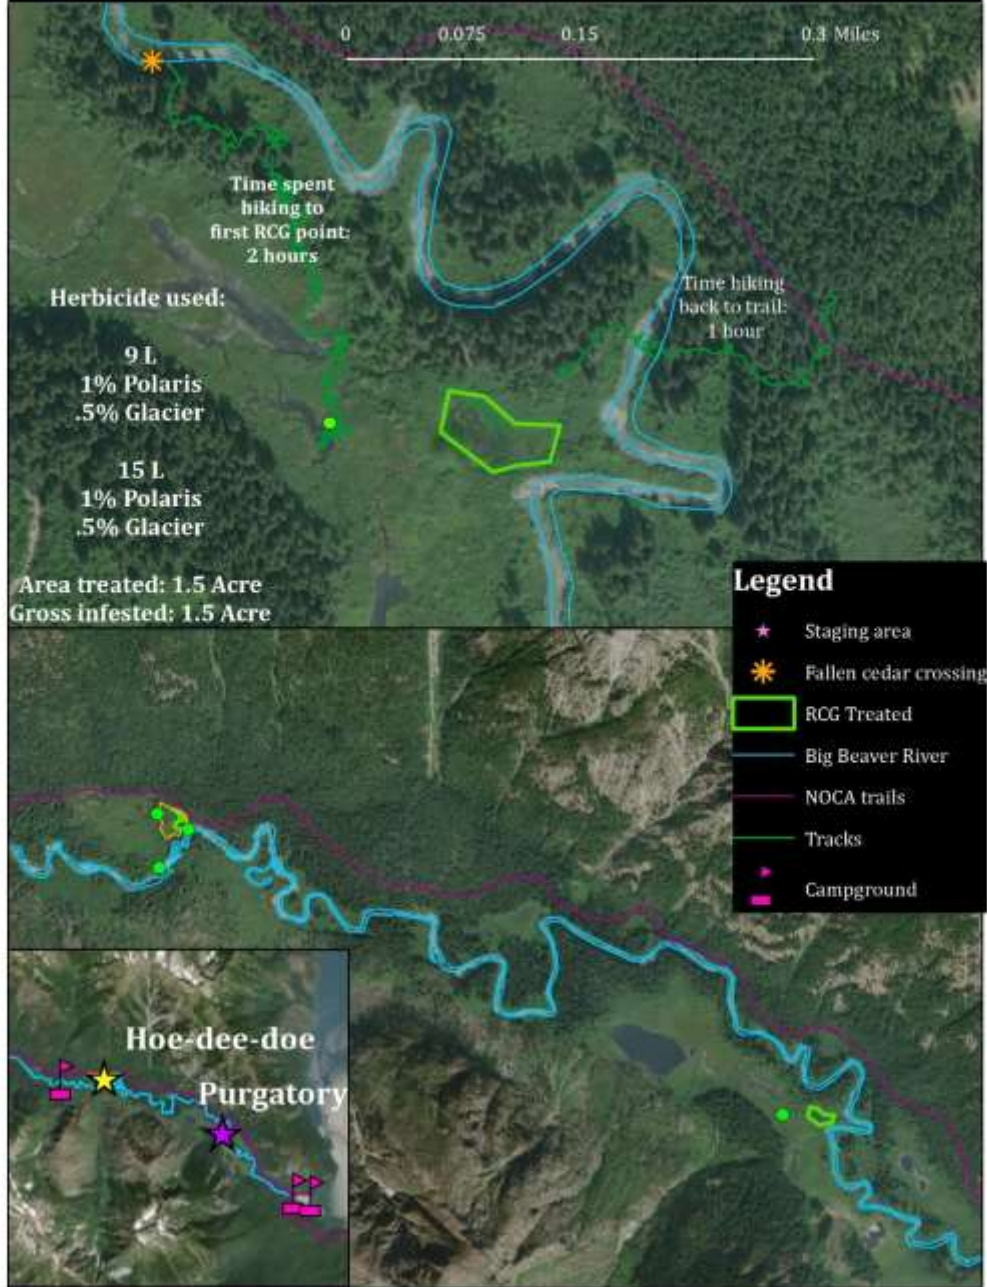 0 0.075 0.15 0.3 Miles
Time spent
hiking to
first RCG point:
2 hours
Time hiking
back to trail:
1 hour
Herbicide used:
9 L
1% Polaris
.5% Glacier
15 L
1% Polaris
.5% Glacier
Area treated: 1.5 Acre
Gross infested: 1.5 Acre
Legend
Staging area
Fallen cedar crossing
RCG Treated
Big Beaver River
NOCA trails
Tracks
Campground
Hoe-dee-doe
Purgatory